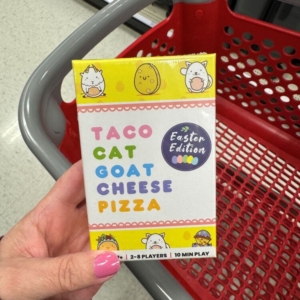 TACO
CAT
GOAT
CHEESE
PIZZA
Easter
Edition
2-8 PLAYERS | 10 MIN PLAY